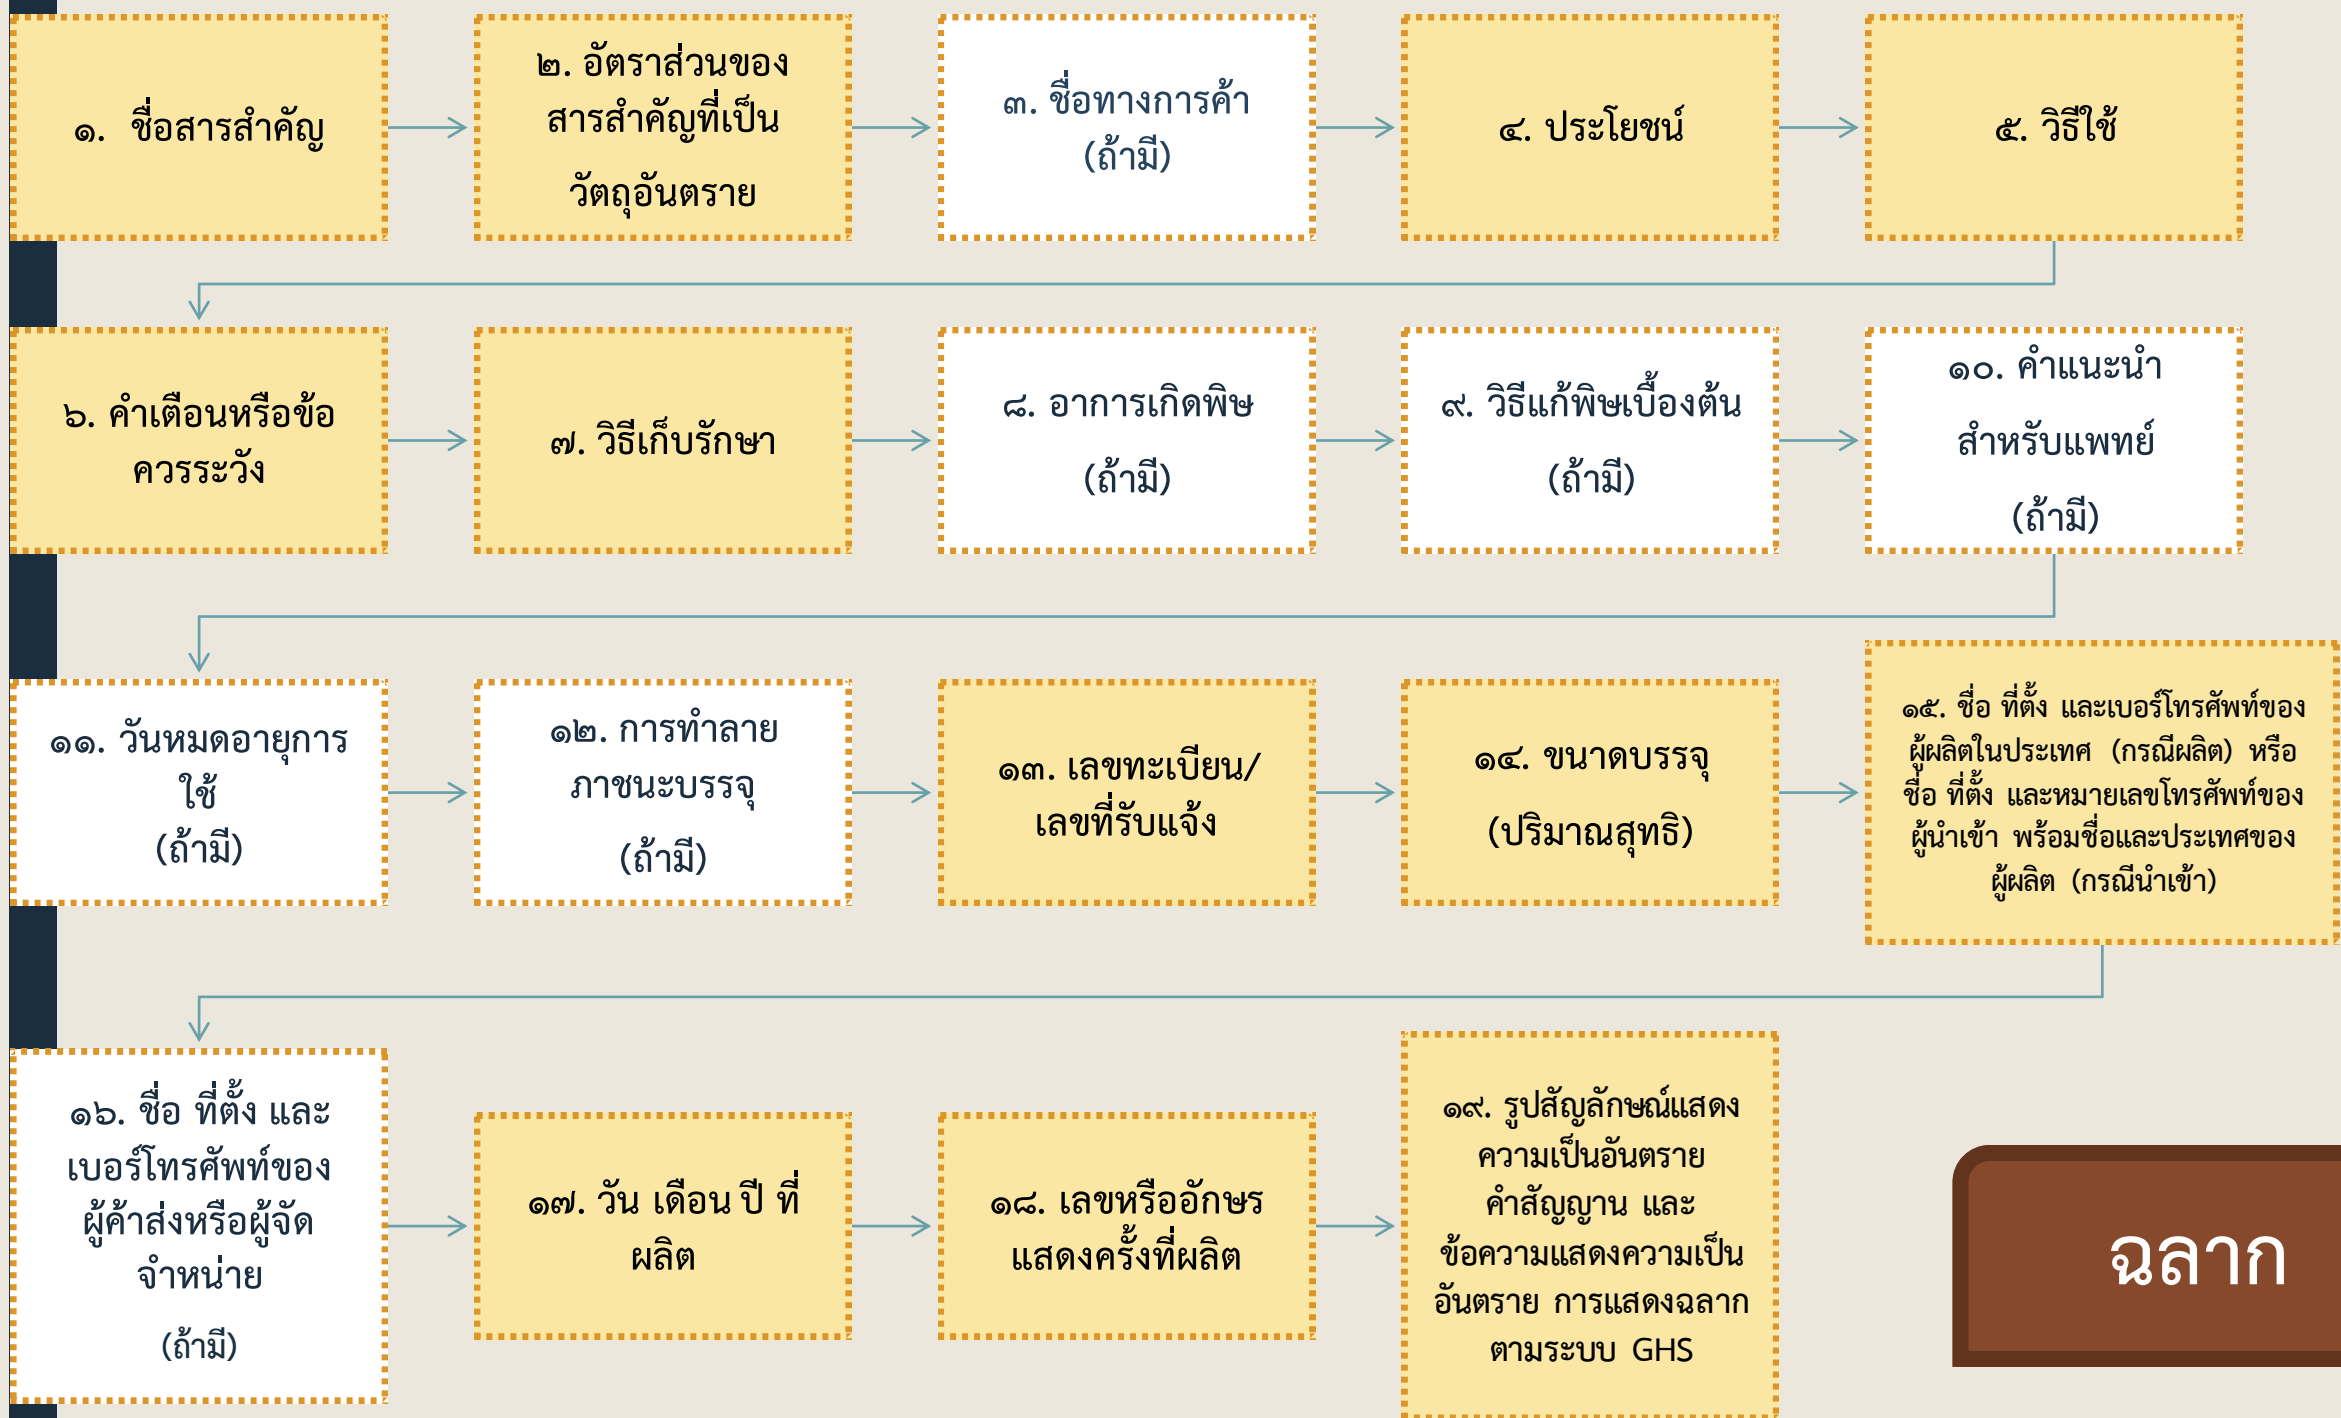 ๑. ชื่อสารสำคัญ
๒. อัตราส่วนของ
สารสำคัญที่เป็น
วัตถุอันตราย
๓. ชื่อทางการค้า
(ถ้ามี)
๔. ประโยชน์
๕. วิธีใช้
๖. คำเตือนหรือข้อ
ควรระวัง
๗. วิธีเก็บรักษา
๘. อาการเกิดพิษ
(ถ้ามี)
๙. วิธีแก้พิษเบื้องต้น
(ถ้ามี)
๑๐. คำแนะนำ
สำหรับแพทย์
(ถ้ามี)
๑๑. วันหมดอายุการ
ใช้
(ถ้ามี)
๑๒. การทำลาย
ภาชนะบรรจุ
(ถ้ามี)
๑๓. เลขทะเบียน/
เลขที่รับแจ้ง
๑๔. ขนาดบรรจุ
(ปริมาณสุทธิ)
๑๕. ชื่อ ที่ตั้ง และเบอร์โทรศัพท์ของ
ผู้ผลิตในประเทศ (กรณีผลิต) หรือ
ชื่อ ที่ตั้ง และหมายเลขโทรศัพท์ของ
ผู้นำเข้า พร้อมชื่อและประเทศของ
ผู้ผลิต (กรณีนำเข้า)
๑๖. ชื่อ ที่ตั้ง และ
เบอร์โทรศัพท์ของ
ผู้ค้าส่งหรือผู้จัด
จำหน่าย
(ถ้ามี)
๑๗. วัน เดือน ปี ที่
ผลิต
๑๘. เลขหรืออักษร
แสดงครั้งที่ผลิต
๑๙. รูปสัญลักษณ์แสดง
ความเป็นอันตราย
คำสัญญาน และ
ข้อความแสดงความเป็น
อันตราย การแสดงฉลาก
ตามระบบ GHS
ฉลาก